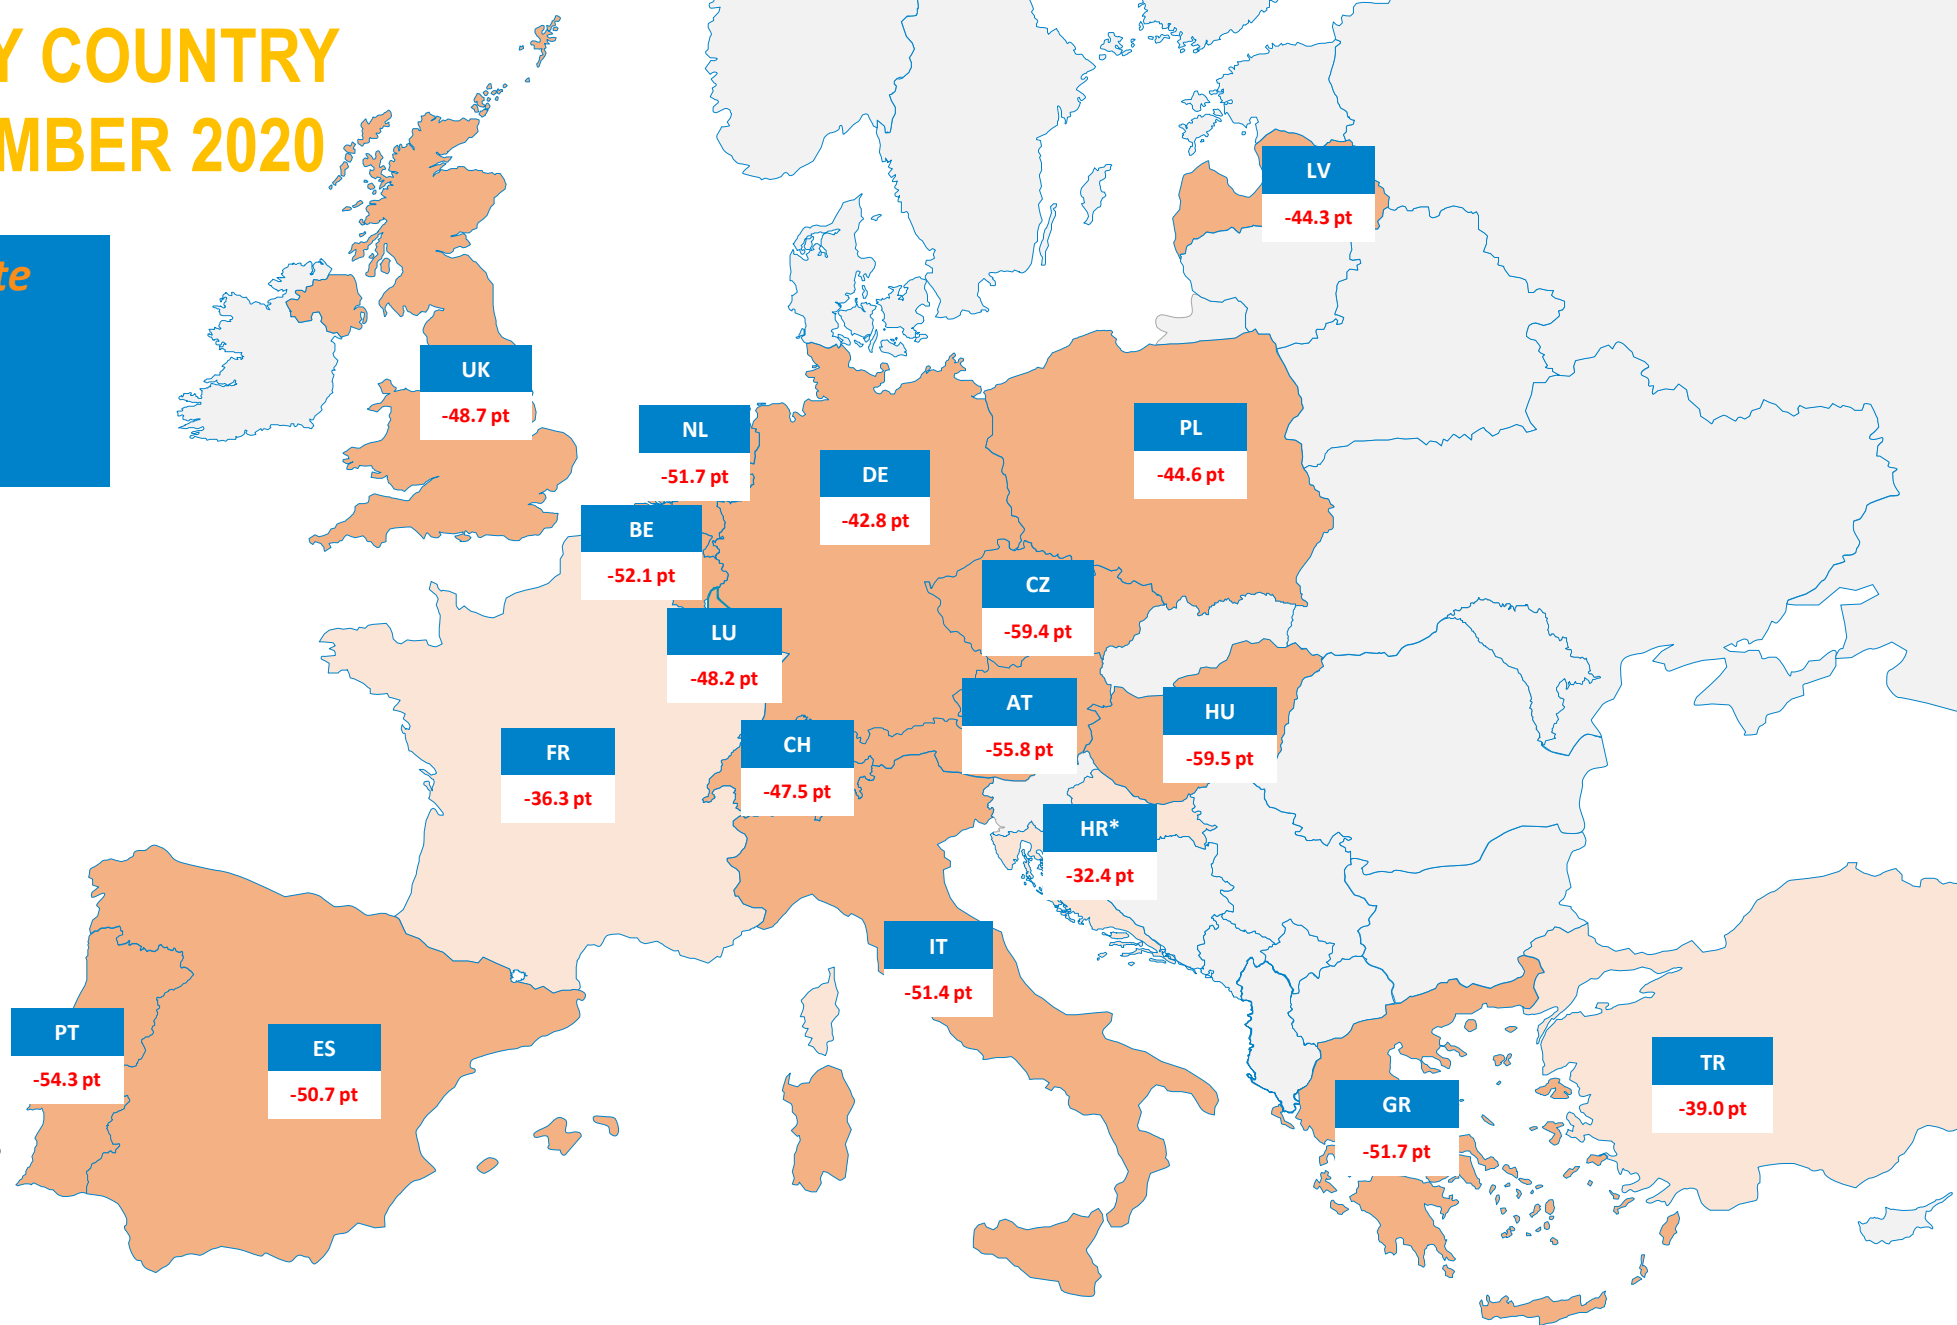 Y COUNTRY
MBER 2020
te
LV
-44.3 pt
UK
-48.7 pt
NL
-51.7 pt
PL
-44.6 pt
DE
-42.8 pt
BE
-52.1 pt
CZ
-59.4 pt
LU
-48.2 pt
AT
-55.8 pt
HU
-59.5 pt
CH
-47.5 pt
FR
-36.3 pt
HR*
-32.4 pt
IT
-51.4 pt
PT
-54.3 pt
ES
-50.7 pt
TR
-39.0 pt
GR
-51.7 pt